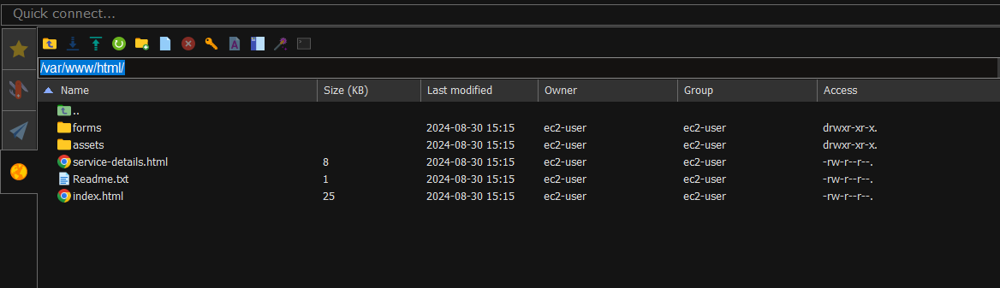 Quick connect...
/var/www/html/
Name Size (KB) Last modified Owner Group Access
..
forms 2024-08-30 15:15 ec2-user ec2-user drwxr-xr-x.
assets 2024-08-30 15:15 ec2-user ec2-user drwxr-xr-x.
service-details.html 8 2024-08-30 15:15 ec2-user ec2-user -rw-r--r--.
Readme.txt 1 2024-08-30 15:15 ec2-user ec2-user -rw-r--r--.
index.html 25 2024-08-30 15:15 ec2-user ec2-user -rw-r--r--.